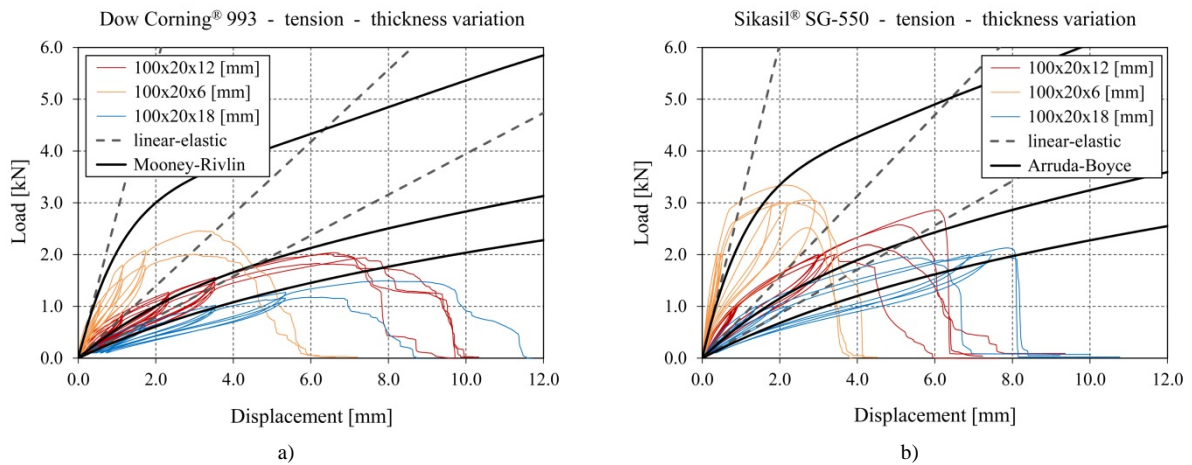 Dow Corning® 993 - tension - thickness variation
6.0
5.0
4.0
3.0
2.0
1.0
0.0
Load [kN]
100x20x12 [mm]
100x20x6 [mm]
100x20x18 [mm]
linear-elastic
Mooney-Rivlin
0.0 2.0 4.0 6.0 8.0 10.0 12.0
Displacement [mm]
a)
Sikasil® SG-550 - tension - thickness variation
6.0
5.0
4.0
3.0
2.0
1.0
0.0
Load [kN]
100x20x12 [mm]
100x20x6 [mm]
100x20x18 [mm]
linear-elastic
Arruda-Boyce
0.0 2.0 4.0 6.0 8.0 10.0 12.0
Displacement [mm]
b)